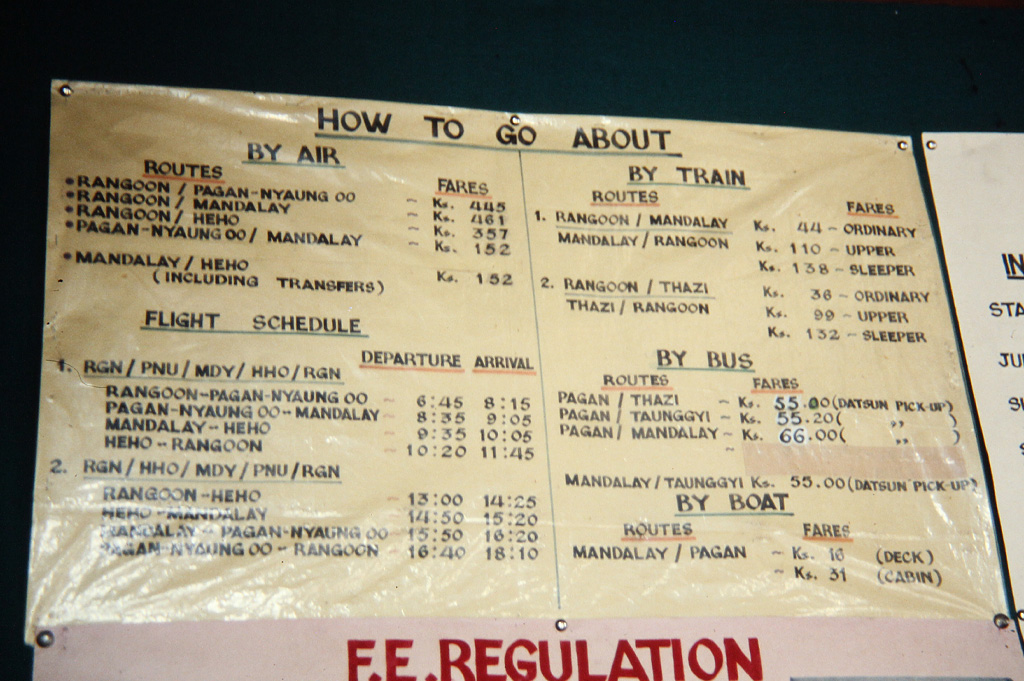 HOW TO GO ABOUT
BY AIR
ROUTES
FARES
• RANGOON / PAGAN-NYAUNG OO ~ Ks. 445
• RANGOON / MANDALAY ~ Ks. 461
• RANGOON / HEHO ~ Ks. 357
• PAGAN-NYAUNG OO / MANDALAY ~ Ks. 152
• MANDALAY / HEHO
(INCLUDING TRANSFERS) Ks. 152
FLIGHT SCHEDULE
DEPARTURE ARRIVAL
1. RGN / PNU / MDY / HHO / RGN
RANGOON-PAGAN-NYAUNG OO ~ 6:45 8:15
PAGAN-NYAUNG OO-MANDALAY ~ 8:35 9:05
MANDALAY-HEHO ~ 9:35 10:05
HEHO-RANGOON ~ 10:20 11:45
2. RGN / HHO / MDY / PNU / RGN
RANGOON-HEHO ~ 13:00 14:25
HEHO-MANDALAY ~ 14:50 15:20
MANDALAY-PAGAN-NYAUNG OO ~ 15:50 16:20
PAGAN-NYAUNG OO-RANGOON ~ 16:40 18:10
BY TRAIN
ROUTES
FARES
1. RANGOON / MANDALAY Ks. 44 ~ ORDINARY
MANDALAY / RANGOON Ks. 110 ~ UPPER
Ks. 138 ~ SLEEPER
2. RANGOON / THAZI Ks. 36 ~ ORDINARY
THAZI / RANGOON Ks. 99 ~ UPPER
Ks. 132 ~ SLEEPER
BY BUS
ROUTES FARES
PAGAN / THAZI ~ Ks. 55.00 (DATSUN PICK-UP)
PAGAN / TAUNGGYI ~ Ks. 55.20 ( ,, )
PAGAN / MANDALAY ~ Ks. 66.00 ( ,, )
~
MANDALAY / TAUNGGYI Ks. 55.00 (DATSUN PICK-UP)
BY BOAT
ROUTES FARES
MANDALAY / PAGAN ~ Ks. 16 (DECK)
~ Ks. 31 (CABIN)
F.E. REGULATION
IN
STA